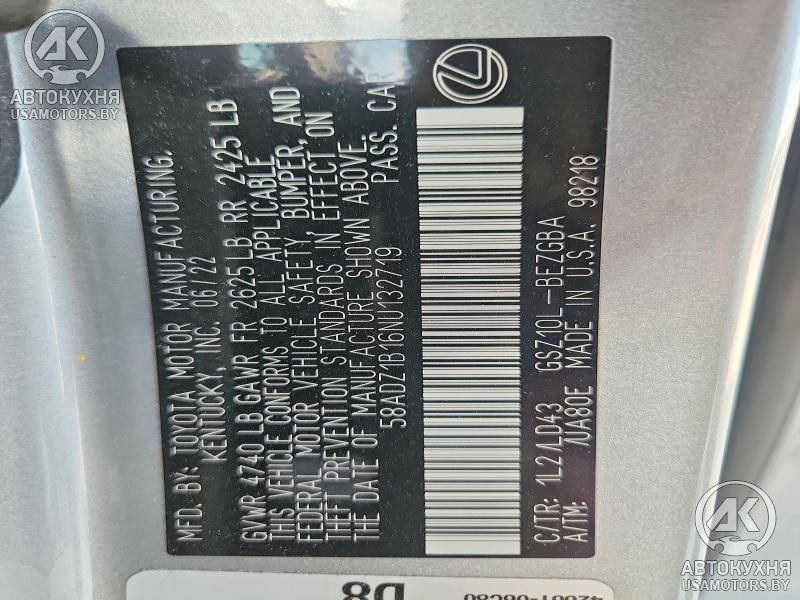 MFD. BY: TOYOTA MOTOR MANUFACTURING,
KENTUCKY, INC. 06/22
GVWR 4740 LB GAWR FR 2625 LB RR 2425 LB
THIS VEHICLE CONFORMS TO ALL APPLICABLE
FEDERAL MOTOR VEHICLE SAFETY, BUMPER, AND
THEFT PREVENTION STANDARDS IN EFFECT ON
THE DATE OF MANUFACTURE SHOWN ABOVE.
58ADZ1B16NU132719 PASS. CAR
C/TR: 1L2/LD43 GSZ10L-BEZGBA
A/TM: /UA80E MADE IN U.S.A. 98218
D8
АК
АВТОКУХНЯ
USAMOTORS.BY
АК
АВТОКУХНЯ
USAMOTORS.BY